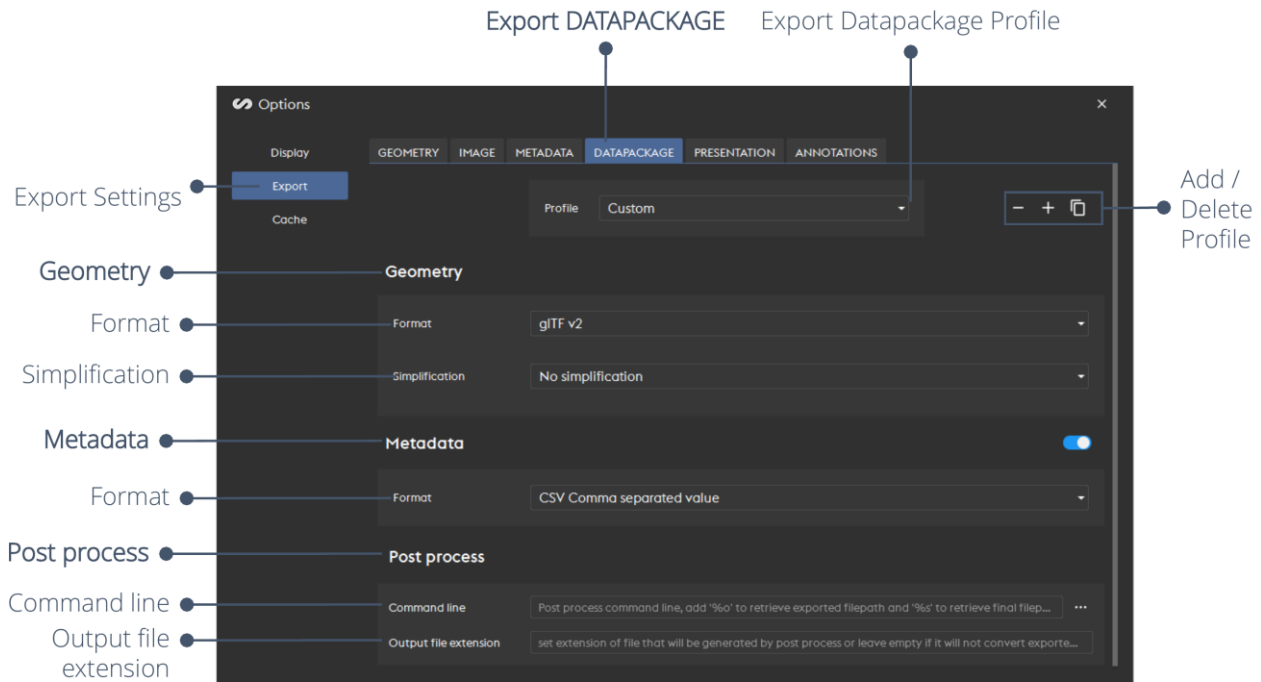 Export DATAPACKAGE
Export Datapackage Profile
Options
Display
GEOMETRY IMAGE METADATA DATAPACKAGE PRESENTATION ANNOTATIONS
Export Settings
Export
Profile Custom
Add /
Delete
Profile
Cache
Geometry
Geometry
Format
Format glTF v2
Simplification
Simplification No simplification
Metadata
Metadata
Format
Format CSV Comma separated value
Post process
Post process
Command line
Command line Post process command line, add '%o' to retrieve exported filepath and '%s' to retrieve final filep...
Output file
extension
Output file extension set extension of file that will be generated by post process or leave empty if it will not convert exporte...